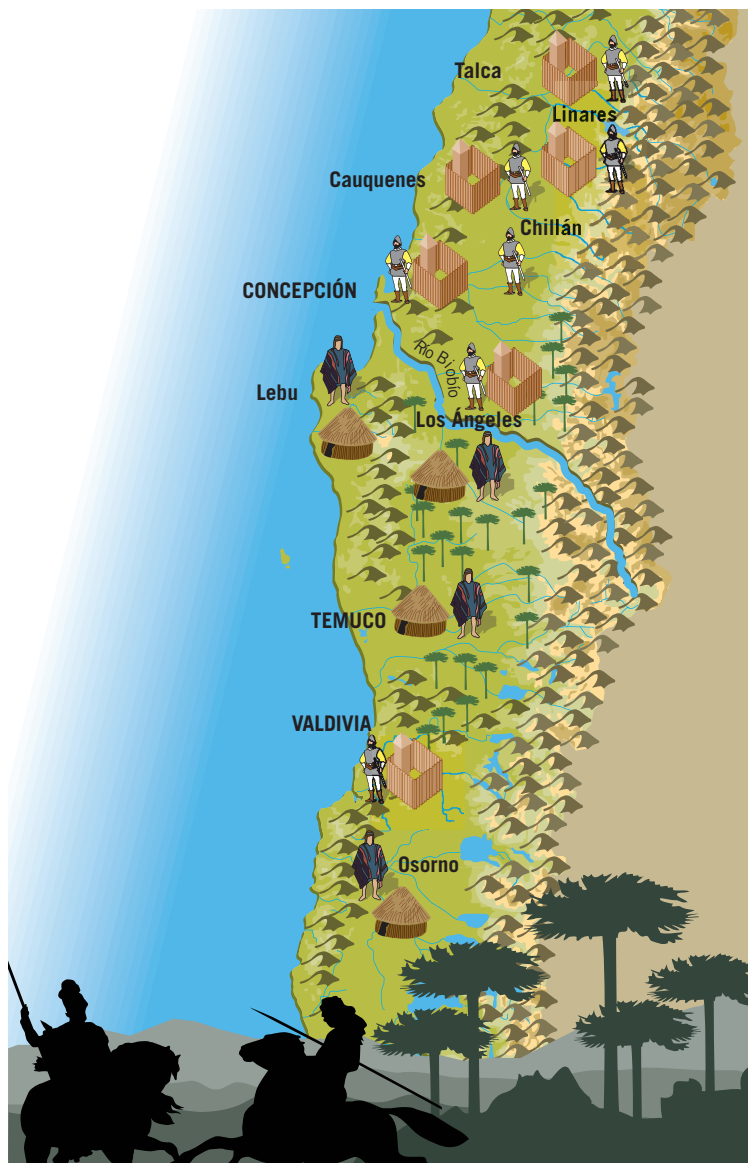 Talca
Linares
Cauquenes
Chillán
CONCEPCIÓN
Río Biobío
Lebu
Los Ángeles
TEMUCO
VALDIVIA
Osorno